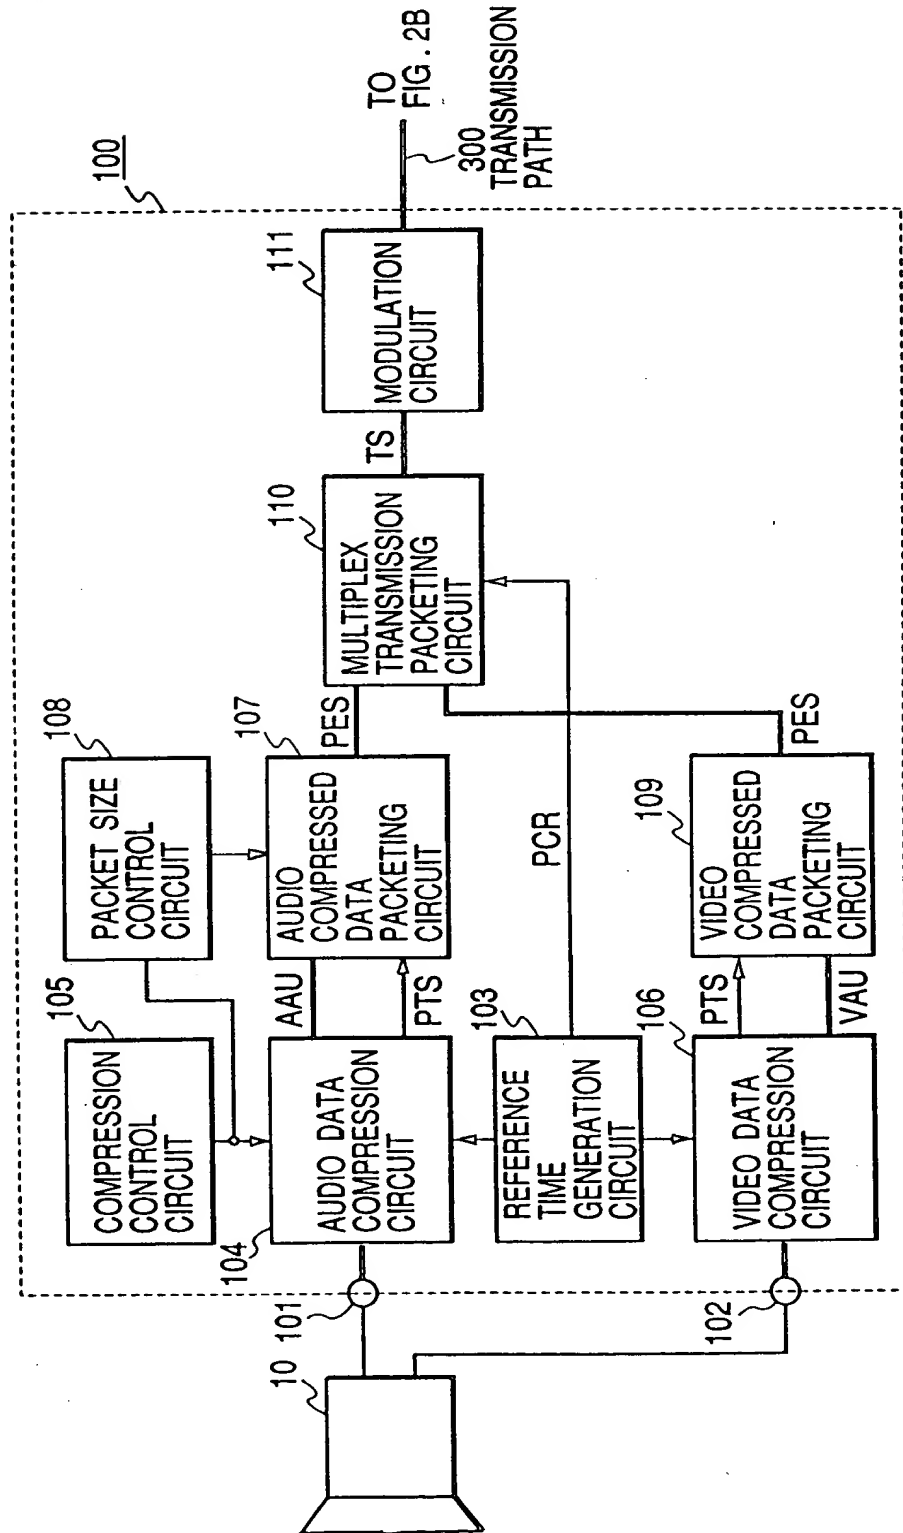 100
10
101
102
105
COMPRESSION
CONTROL
CIRCUIT
108
PACKET SIZE
CONTROL
CIRCUIT
104
AUDIO DATA
COMPRESSION
CIRCUIT
AAU
PTS
107
AUDIO
COMPRESSED
DATA
PACKETING
CIRCUIT
PES
110
MULTIPLEX
TRANSMISSION
PACKETING
CIRCUIT
TS
111
MODULATION
CIRCUIT
TO
FIG. 2B
300
TRANSMISSION
PATH
103
REFERENCE
TIME
GENERATION
CIRCUIT
PCR
106
VIDEO DATA
COMPRESSION
CIRCUIT
PTS
VAU
109
VIDEO
COMPRESSED
DATA
PACKETING
CIRCUIT
PES